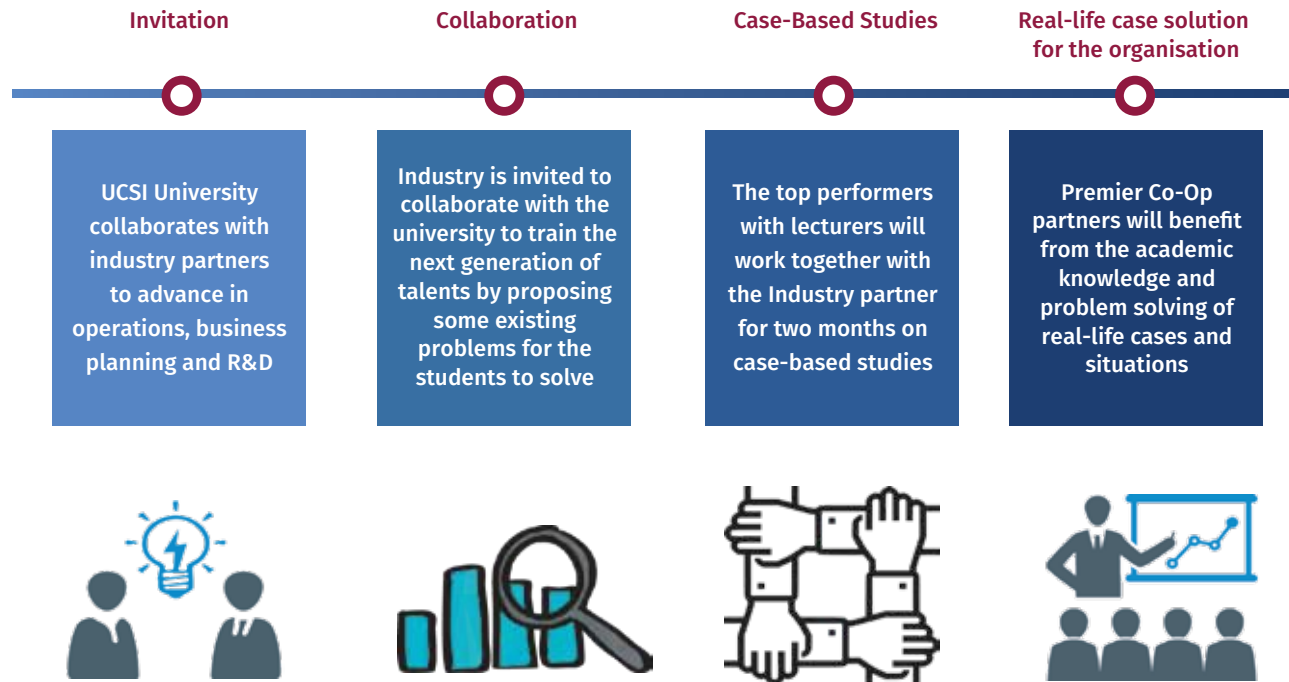 Invitation
Collaboration
Case-Based Studies
Real-life case solution
for the organisation
UCSI University
collaborates with
industry partners
to advance in
operations, business
planning and R&D
Industry is invited to
collaborate with the
university to train the
next generation of
talents by proposing
some existing
problems for the
students to solve
The top performers
with lecturers will
work together with
the Industry partner
for two months on
case-based studies
Premier Co-Op
partners will benefit
from the academic
knowledge and
problem solving of
real-life cases and
situations